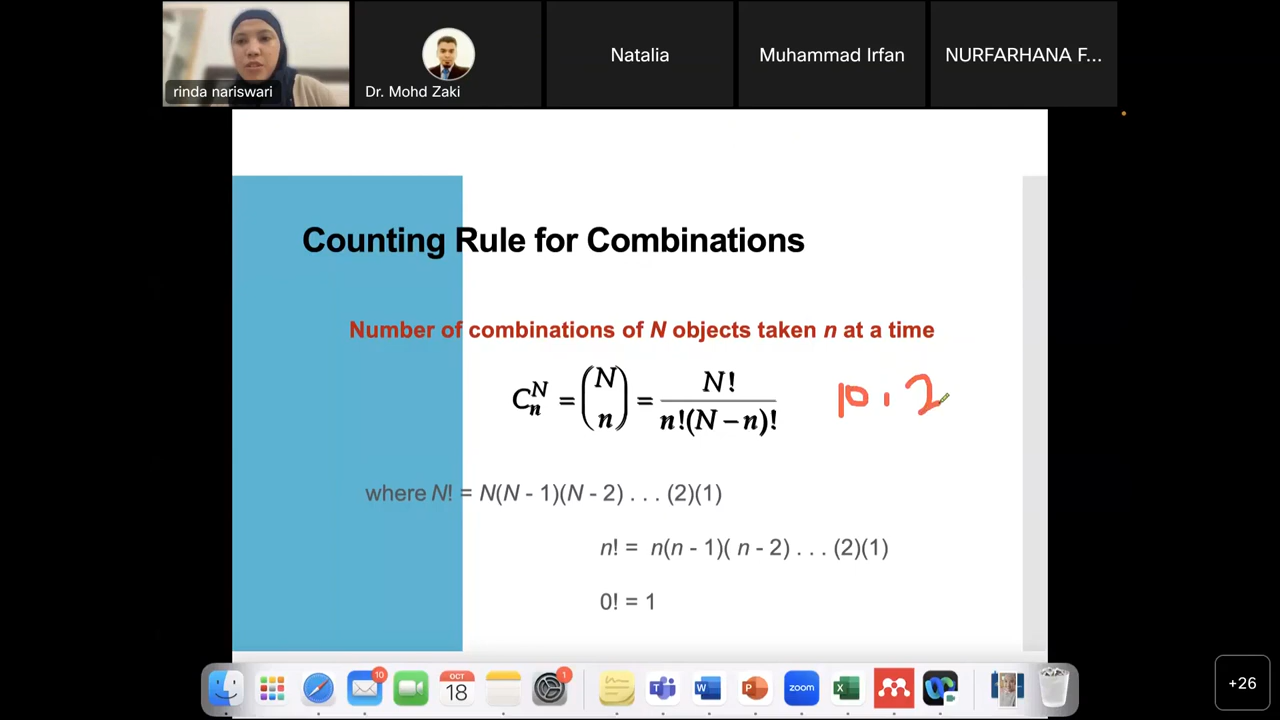 Natalia
Muhammad Irfan
NURFARHANA F...
rinda nariswari
Dr. Mohd Zaki
Counting Rule for Combinations
Number of combinations of N objects taken n at a time
C_n^N = (N n) = N! / n!(N – n)!
10 , 2
where N! = N(N - 1)(N - 2) . . . (2)(1)
n! = n(n - 1)( n - 2) . . . (2)(1)
0! = 1
10
OCT
18
1
zoom
+26